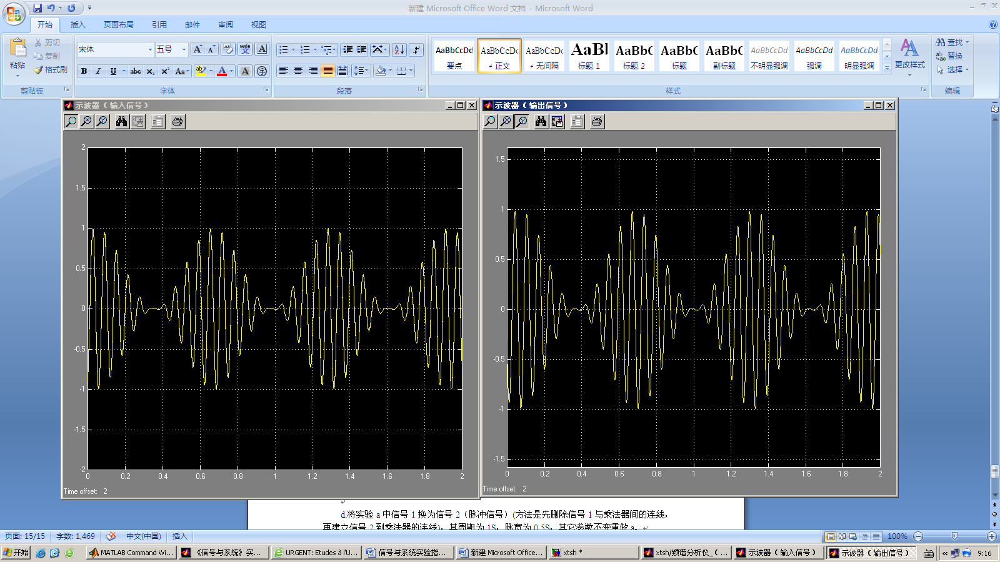 新建 Microsoft Office Word 文档 - Microsoft Word
开始 插入 页面布局 引用 邮件 审阅 视图
粘贴 剪切 复制 格式刷
宋体 五号
B I U abc x₂ x² Aa A
AaBbCcDd AaBbCcDc AaBbCcDd AaBl AaBbC AaBbC AaBbC AaBbCcDd AaBbCcDd AaBbCcDd
要点 正文 无间隔 标题 1 标题 2 标题 副标题 不明显强调 强调 明显强调
更改样式
查找
替换
选择
剪贴板 字体 段落 样式 编辑
示波器（输入信号）
2
1.5
1
0.5
0
-0.5
-1
-1.5
-2
0 0.2 0.4 0.6 0.8 1 1.2 1.4 1.6 1.8 2
Time offset: 2
示波器（输出信号）
1.5
1
0.5
0
-0.5
-1
-1.5
0 0.2 0.4 0.6 0.8 1 1.2 1.4 1.6 1.8 2
Time offset: 2
d.将实验 a 中信号 1 换为信号 2（脉冲信号）(方法是先删除信号 1 与乘法器间的连线，
再建立信号 2 到乘法器的连线)，其周期为 1S，脉宽为 0.5S，其它参数不变重做 a。
页面: 15/15 字数: 1,469 中文(中国) 插入 100%
开始 MATLAB Command Wi... 《信号与系统》实... URGENT: Etudes à l'U... 信号与系统实验指... 新建 Microsoft Office... xtsh * xtsh/频谱分析仪_（... 示波器（输入信号） 示波器（输出信号） 9:16